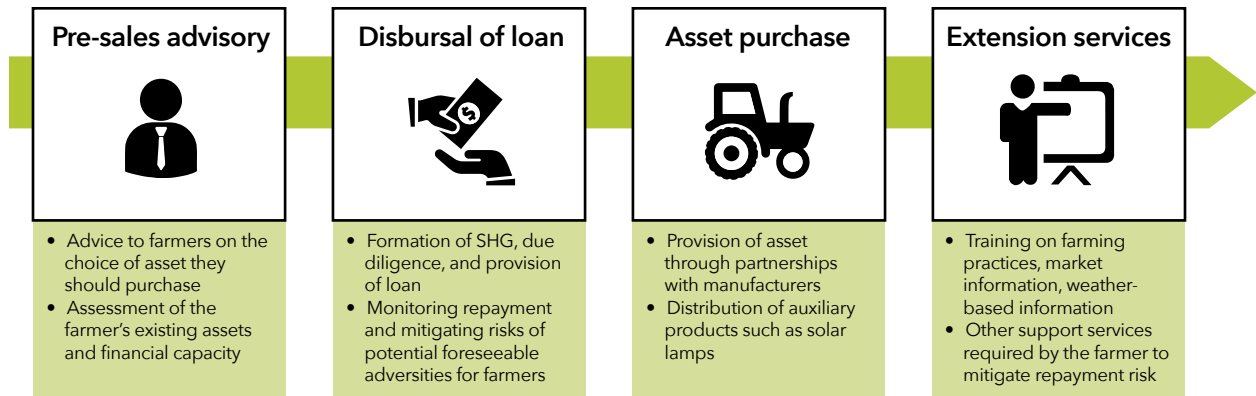 Pre-sales advisory
• Advice to farmers on the
choice of asset they
should purchase
• Assessment of the
farmer's existing assets
and financial capacity
Disbursal of loan
$
• Formation of SHG, due
diligence, and provision
of loan
• Monitoring repayment
and mitigating risks of
potential foreseeable
adversities for farmers
Asset purchase
• Provision of asset
through partnerships
with manufacturers
• Distribution of auxiliary
products such as solar
lamps
Extension services
• Training on farming
practices, market
information, weather-
based information
• Other support services
required by the farmer to
mitigate repayment risk